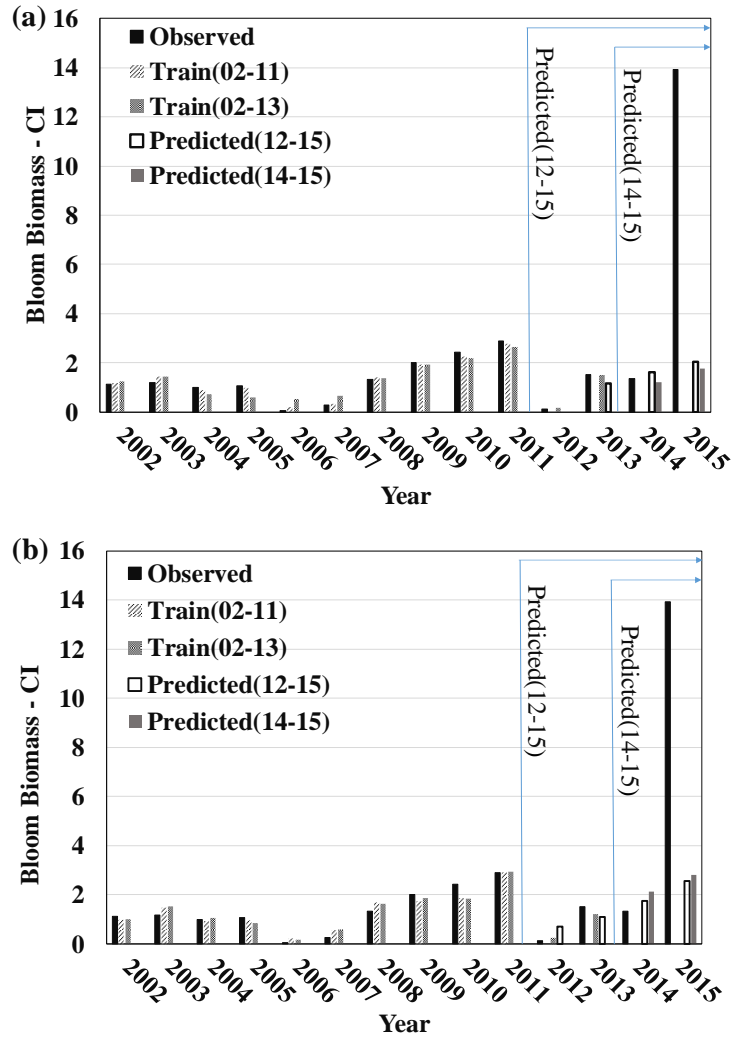 (a)
16
14
12
10
8
6
4
2
0
Bloom Biomass - CI
Observed
Train(02-11)
Train(02-13)
Predicted(12-15)
Predicted(14-15)
Predicted(12-15)
Predicted(14-15)
2002
2003
2004
2005
2006
2007
2008
2009
2010
2011
2012
2013
2014
2015
Year
(b)
16
14
12
10
8
6
4
2
0
Bloom Biomass - CI
Observed
Train(02-11)
Train(02-13)
Predicted(12-15)
Predicted(14-15)
Predicted(12-15)
Predicted(14-15)
2002
2003
2004
2005
2006
2007
2008
2009
2010
2011
2012
2013
2014
2015
Year